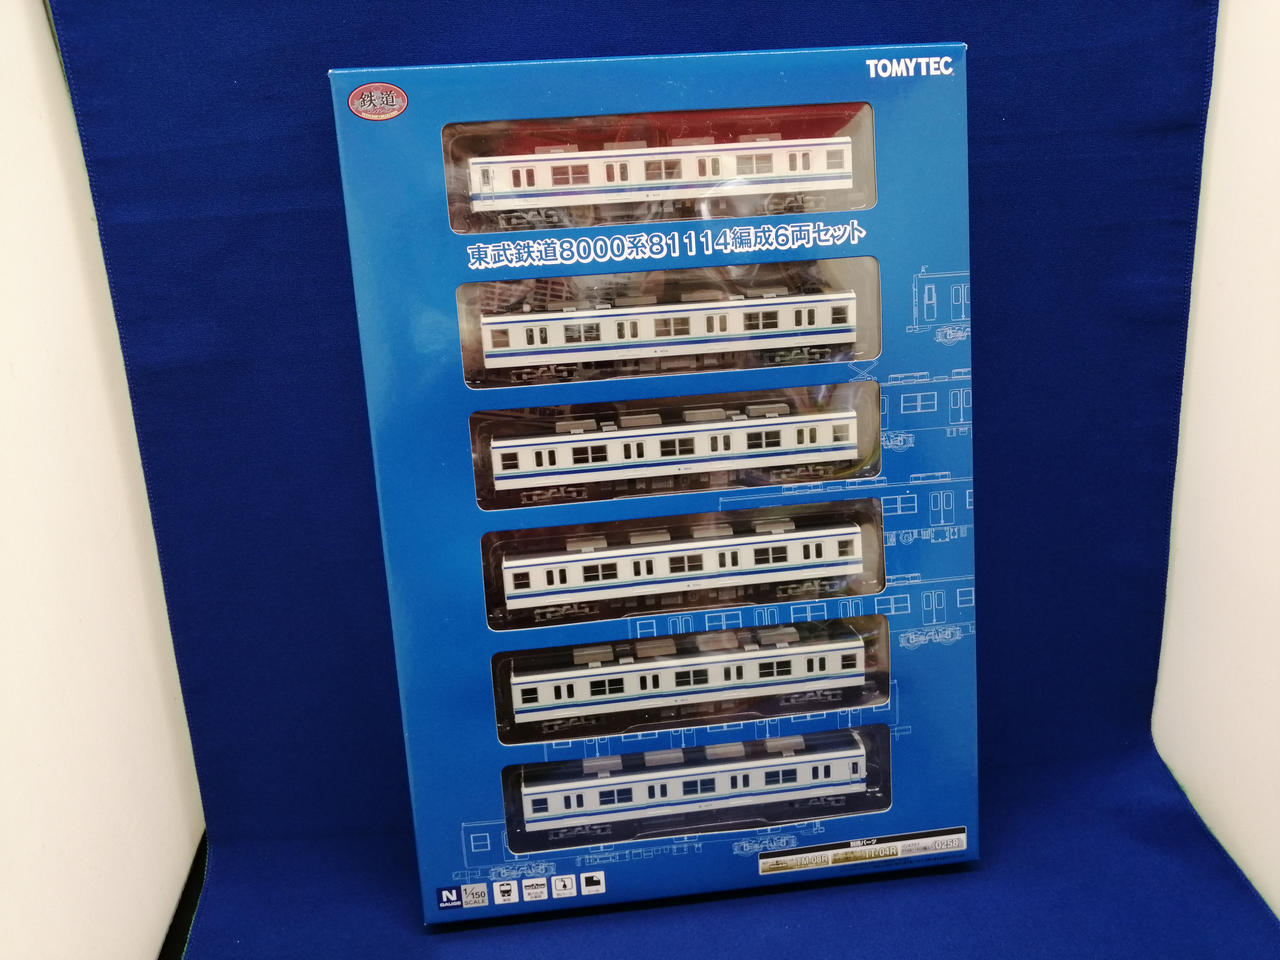 TOMYTEC
鉄道
東武鉄道8000系81114編成6両セット
別売パーツ
TM-08R
TT-04R
(0258)
N
GAUGE
1/150
SCALE